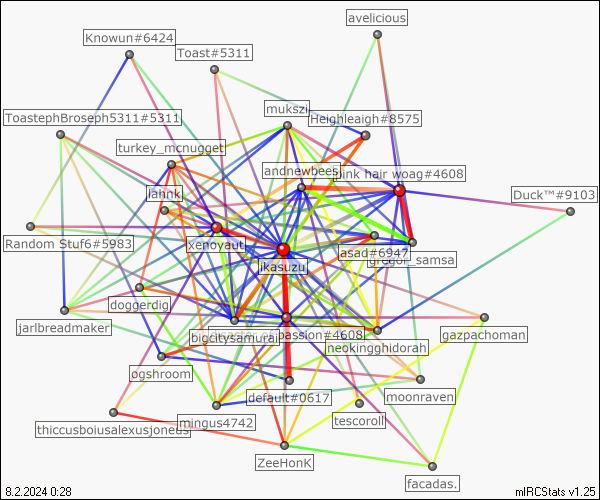 avelicious
Knowun#6424
Toast#5311
mukszi
Heighleaigh#8575
ToastephBroseph5311#5311
turkey_mcnugget
andnewbees
pink hair woag#4608
Duck™#9103
Random Stuf6#5983
xenoyaut
asad#6947
gregor_samsa
ikasuzu
doggerdig
jarlbreadmaker
bigcitysamurai
passion#4608
neokingghidorah
gazpachoman
ogshroom
default#0617
moonraven
thiccusboiusalexusjoneus
mingus4742
tescoroll
ZeeHonK
facadas.
8.2.2024 0:28
mIRCStats v1.25